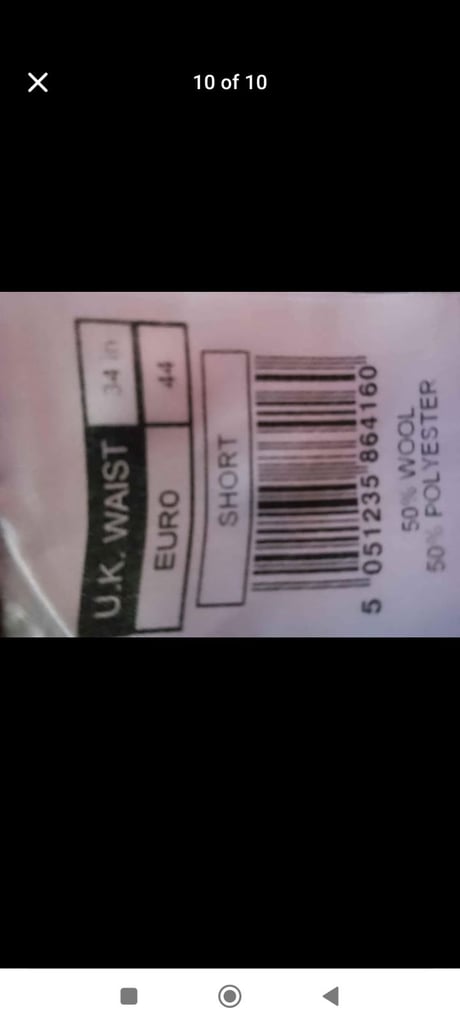 10 of 10
U.K. WAIST 34 in
EURO 44
SHORT
5 051235 864160
50% WOOL
50% POLYESTER